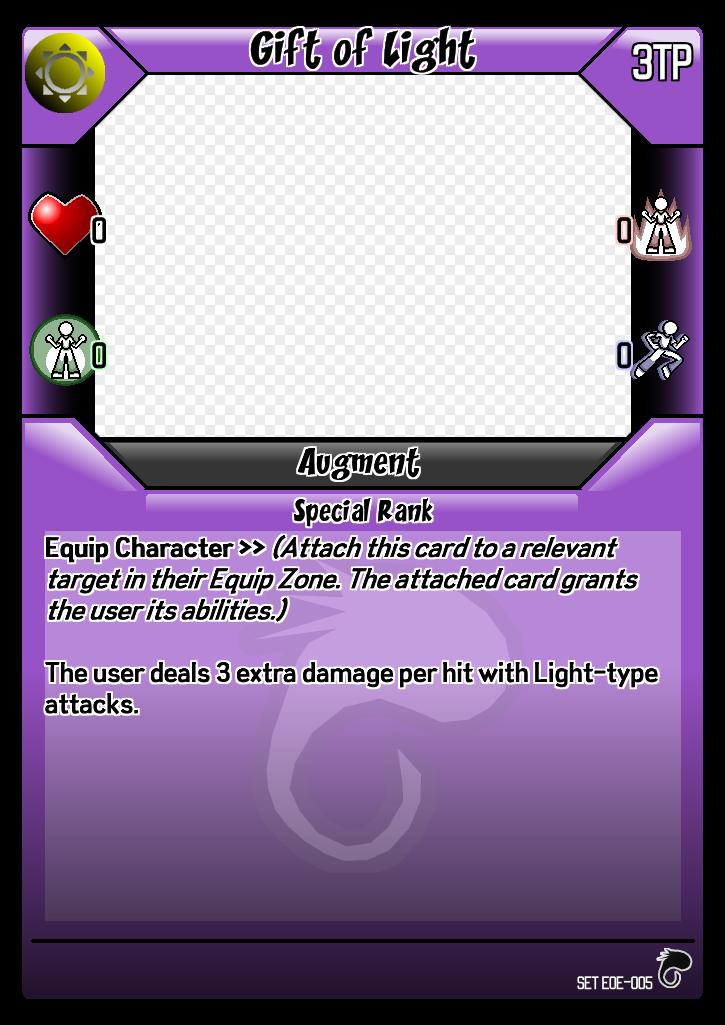 Gift of Light
3TP
0
0
0
0
Augment
Special Rank
Equip Character >> (Attach this card to a relevant
target in their Equip Zone. The attached card grants
the user its abilities.)
The user deals 3 extra damage per hit with Light-type
attacks.
SET EOE-005